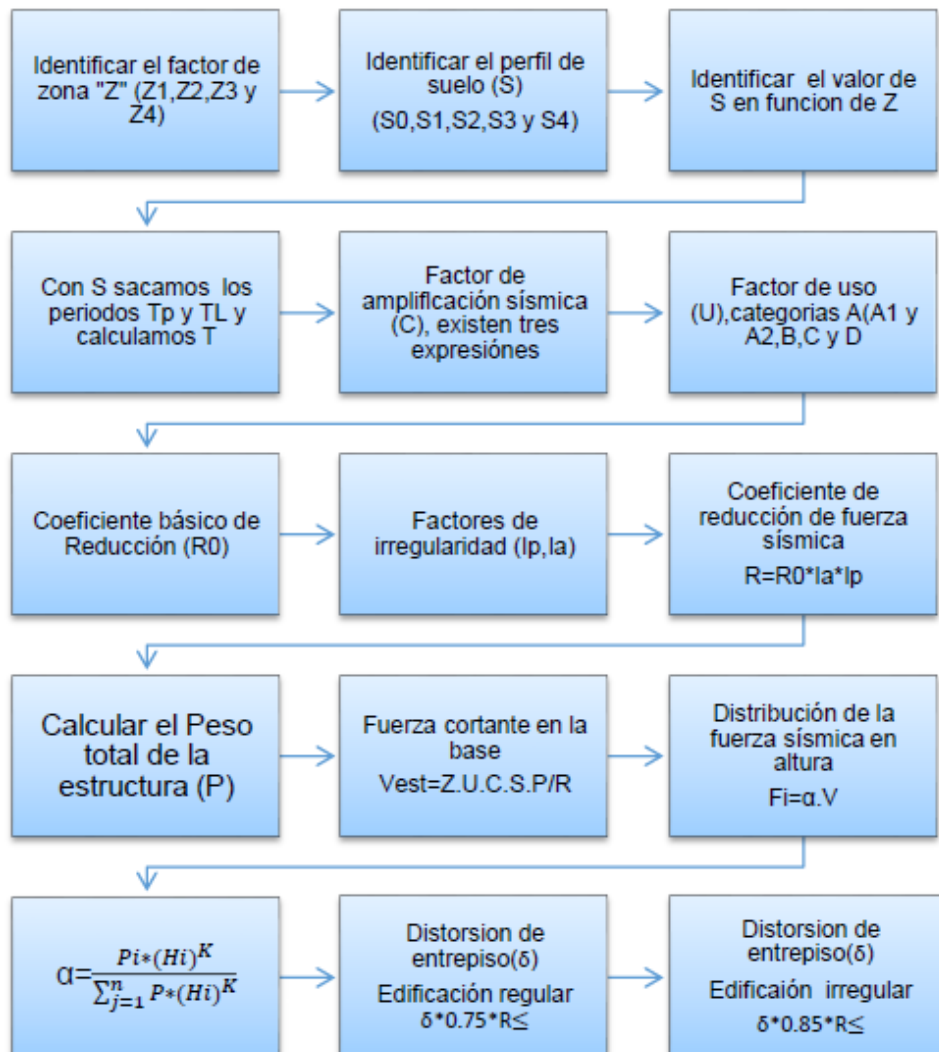 Identificar el factor de
zona "Z" (Z1,Z2,Z3 y
Z4)
Identificar el perfil de
suelo (S)
(S0,S1,S2,S3 y S4)
Identificar el valor de
S en funcion de Z
Con S sacamos los
periodos Tp y TL y
calculamos T
Factor de
amplificación sísmica
(C), existen tres
expresiónes
Factor de uso
(U),categorias A(A1 y
A2,B,C y D
Coeficiente básico de
Reducción (R0)
Factores de
irregularidad (Ip,Ia)
Coeficiente de
reducción de fuerza
sísmica
R=R0*Ia*Ip
Calcular el Peso
total de la
estructura (P)
Fuerza cortante en la
base
Vest=Z.U.C.S.P/R
Distribución de la
fuerza sísmica en
altura
Fi=α.V
α=\frac{Pi*(Hi)^K}{\sum_{j=1}^{n} P*(Hi)^K}
Distorsion de
entrepiso(δ)
Edificación regular
δ*0.75*R≤
Distorsion de
entrepiso(δ)
Edificaión irregular
δ*0.85*R≤